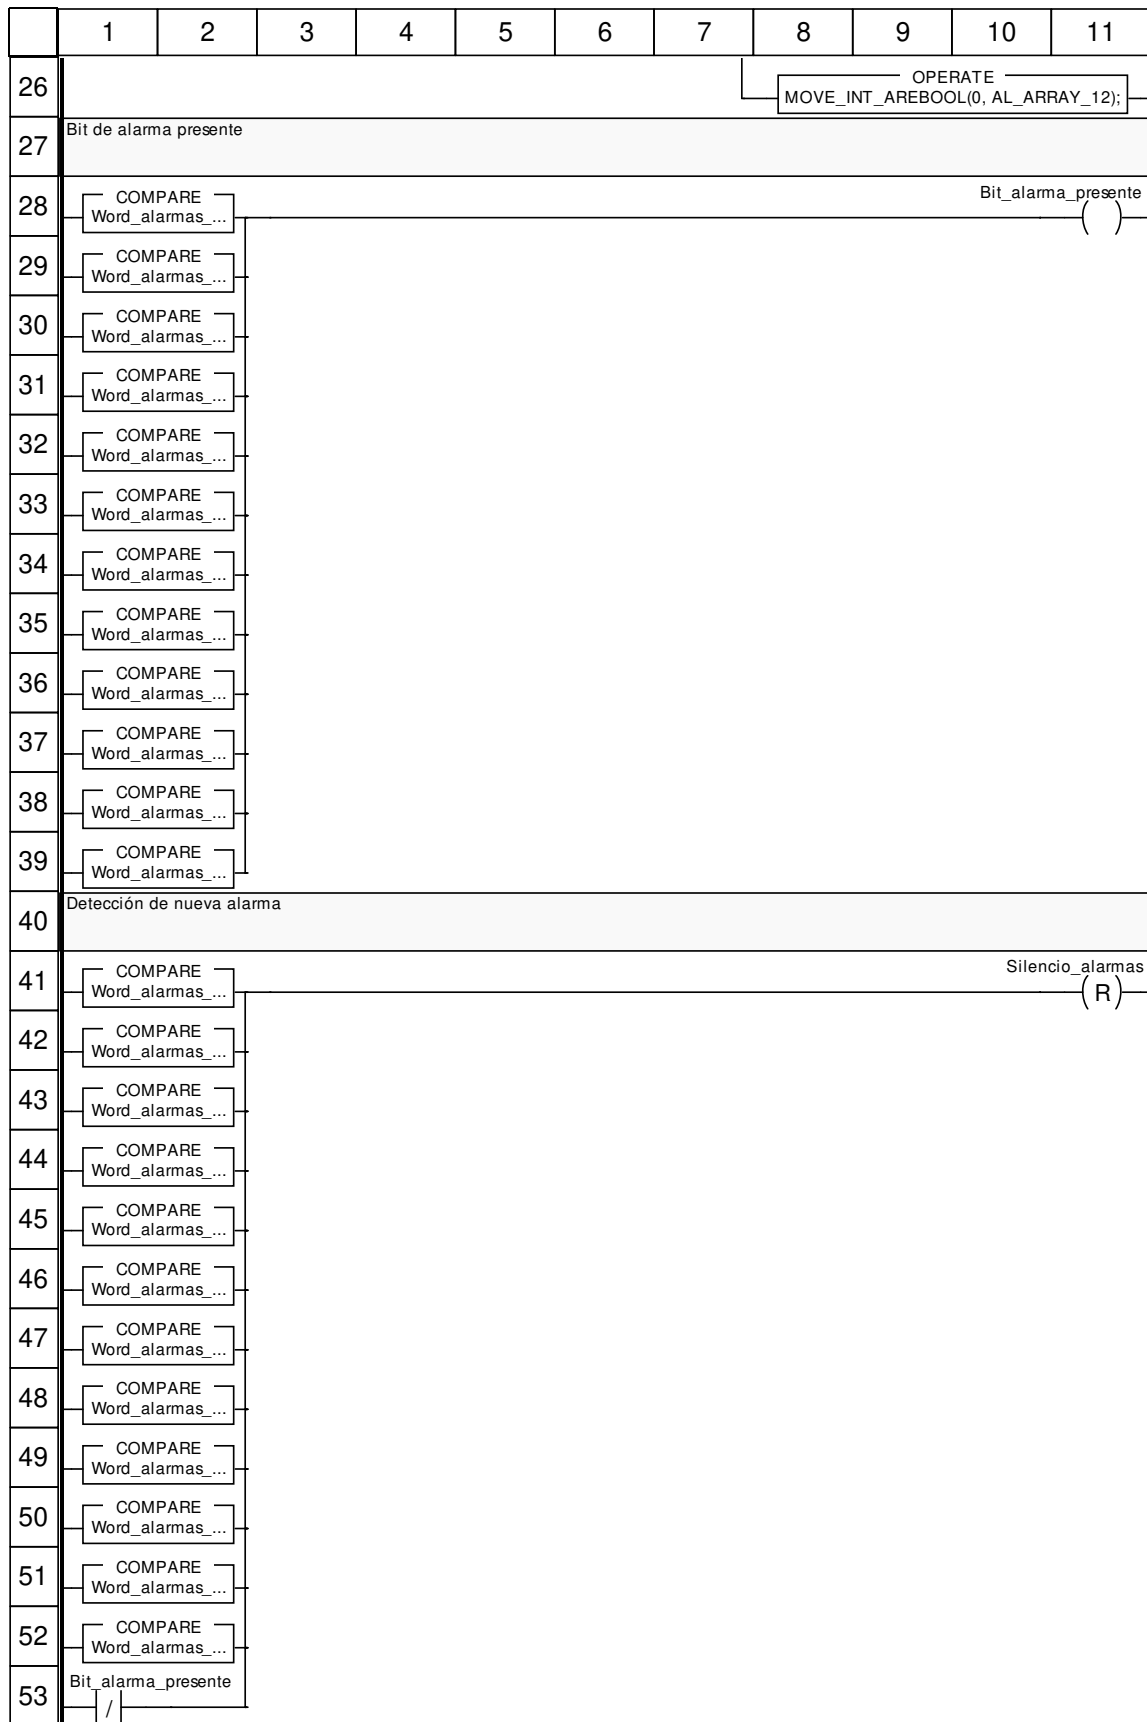 1 2 3 4 5 6 7 8 9 10 11
26
OPERATE
MOVE_INT_AREBOOL(0, AL_ARRAY_12);
27
Bit de alarma presente
28
COMPARE
Word_alarmas_...
Bit_alarma_presente
( )
29
COMPARE
Word_alarmas_...
30
COMPARE
Word_alarmas_...
31
COMPARE
Word_alarmas_...
32
COMPARE
Word_alarmas_...
33
COMPARE
Word_alarmas_...
34
COMPARE
Word_alarmas_...
35
COMPARE
Word_alarmas_...
36
COMPARE
Word_alarmas_...
37
COMPARE
Word_alarmas_...
38
COMPARE
Word_alarmas_...
39
COMPARE
Word_alarmas_...
40
Detección de nueva alarma
41
COMPARE
Word_alarmas_...
Silencio_alarmas
(R)
42
COMPARE
Word_alarmas_...
43
COMPARE
Word_alarmas_...
44
COMPARE
Word_alarmas_...
45
COMPARE
Word_alarmas_...
46
COMPARE
Word_alarmas_...
47
COMPARE
Word_alarmas_...
48
COMPARE
Word_alarmas_...
49
COMPARE
Word_alarmas_...
50
COMPARE
Word_alarmas_...
51
COMPARE
Word_alarmas_...
52
COMPARE
Word_alarmas_...
53
Bit_alarma_presente
/